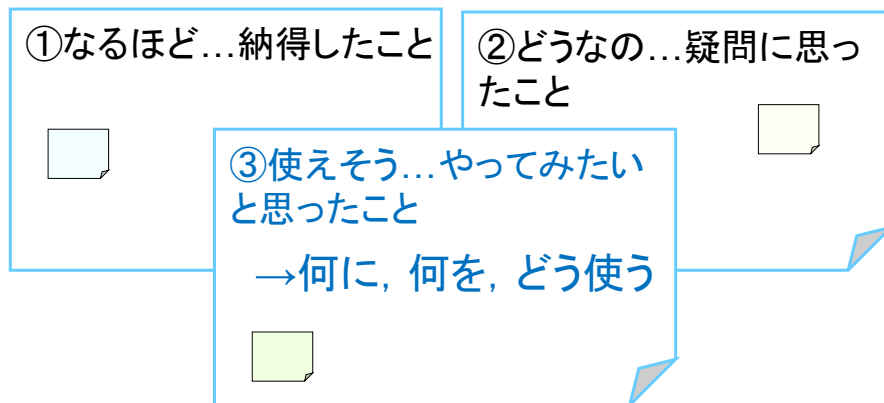 ①なるほど…納得したこと
②どうなの…疑問に思っ
たこと
③使えそう…やってみたい
と思ったこと
→何に，何を，どう使う